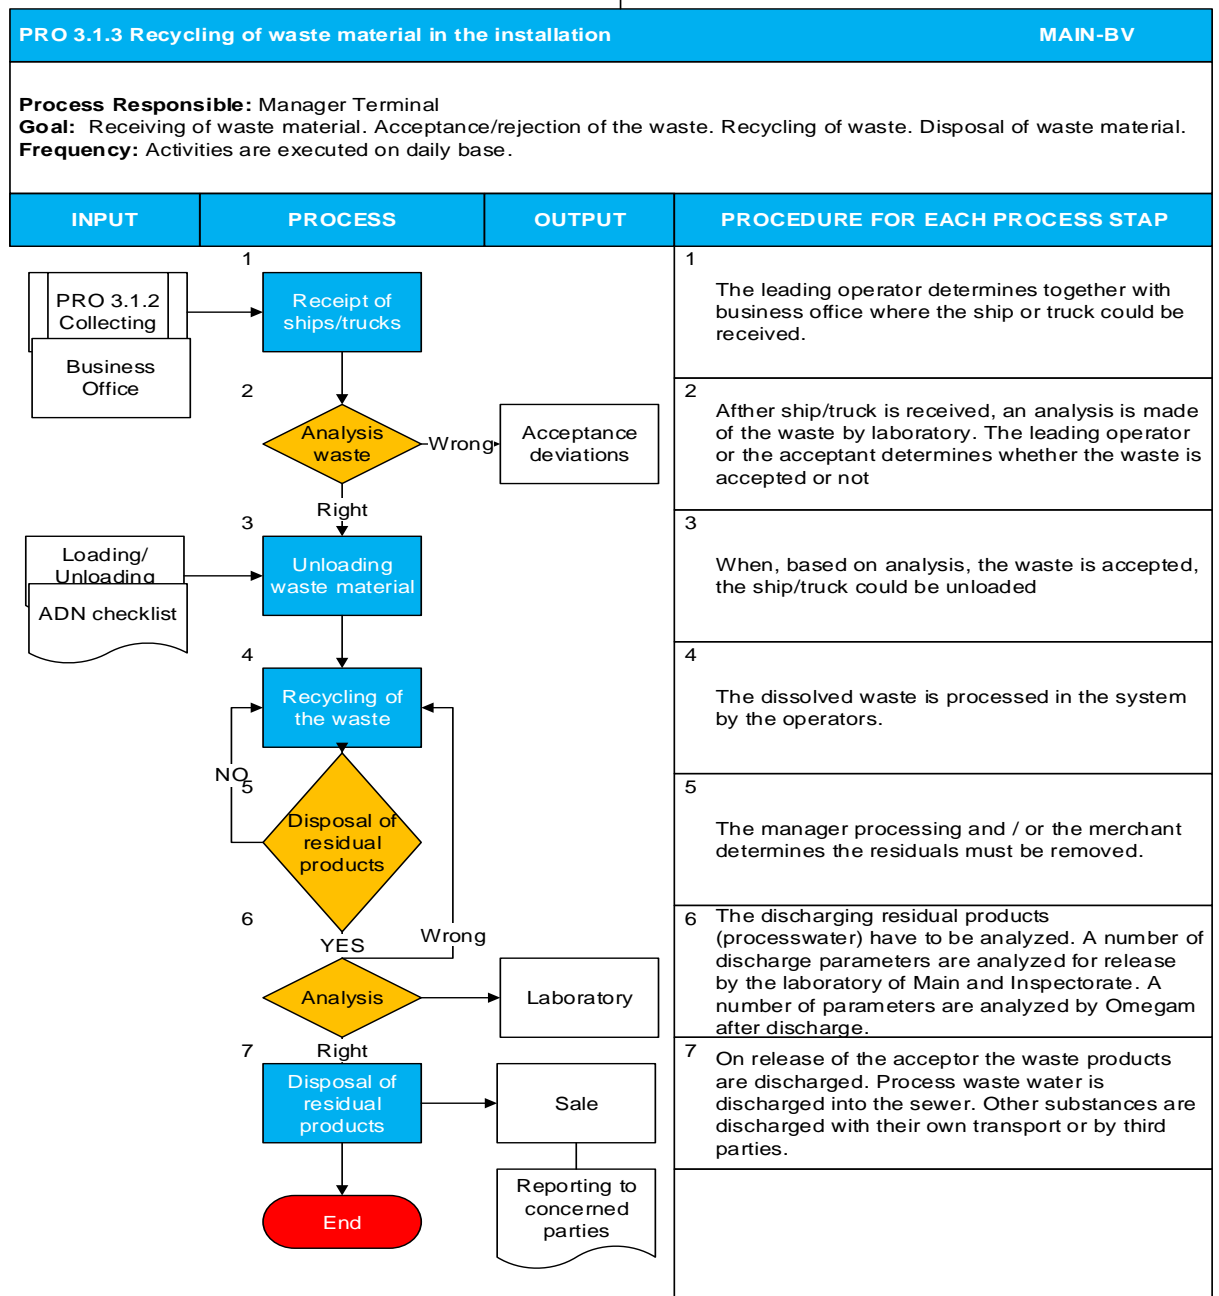 PRO 3.1.3 Recycling of waste material in the installation MAIN-BV
Process Responsible: Manager Terminal
Goal: Receiving of waste material. Acceptance/rejection of the waste. Recycling of waste. Disposal of waste material.
Frequency: Activities are executed on daily base.
INPUT PROCESS OUTPUT PROCEDURE FOR EACH PROCESS STAP
PRO 3.1.2
Collecting
Business
Office
1
Receipt of
ships/trucks
1
The leading operator determines together with
business office where the ship or truck could be
received.
2
Analysis
waste
Wrong
Acceptance
deviations
Right
2
Afther ship/truck is received, an analysis is made
of the waste by laboratory. The leading operator
or the acceptant determines whether the waste is
accepted or not
Loading/
Unloading
ADN checklist
3
Unloading
waste material
3
When, based on analysis, the waste is accepted,
the ship/truck could be unloaded
4
Recycling of
the waste
4
The dissolved waste is processed in the system
by the operators.
NO
5
Disposal of
residual
products
YES
Wrong
5
The manager processing and / or the merchant
determines the residuals must be removed.
6
Analysis
Laboratory
Right
6
The discharging residual products
(processwater) have to be analyzed. A number of
discharge parameters are analyzed for release
by the laboratory of Main and Inspectorate. A
number of parameters are analyzed by Omegam
after discharge.
7
Disposal of
residual
products
Sale
Reporting to
concerned
parties
End
7
On release of the acceptor the waste products
are discharged. Process waste water is
discharged into the sewer. Other substances are
discharged with their own transport or by third
parties.